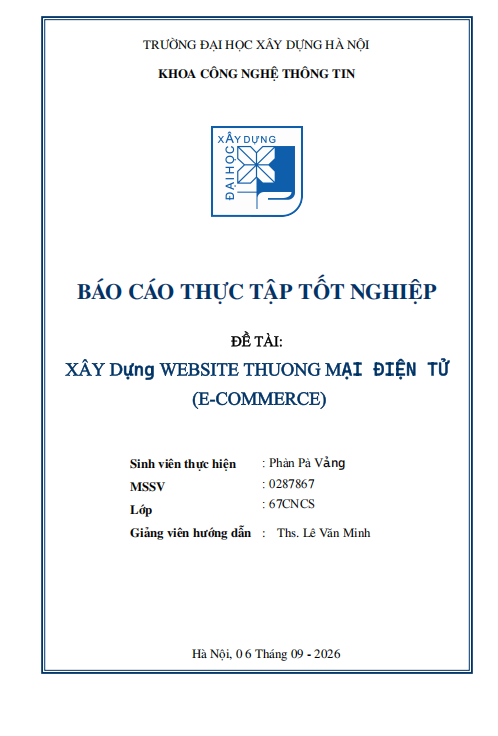 TRƯỜNG ĐẠI HỌC XÂY DỰNG HÀ NỘI
KHOA CÔNG NGHỆ THÔNG TIN
XÂY DỰNG
ĐẠI HỌC
BÁO CÁO THỰC TẬP TỐT NGHIỆP
ĐỀ TÀI:
XÂY Dựng WEBSITE THUONG MẠI ĐIỆN TỬ
(E-COMMERCE)
Sinh viên thực hiện : Phàn Pà Vảng
MSSV : 0287867
Lớp : 67CNCS
Giảng viên hướng dẫn : Ths. Lê Văn Minh
Hà Nội, 0 6 Tháng 09 - 2026